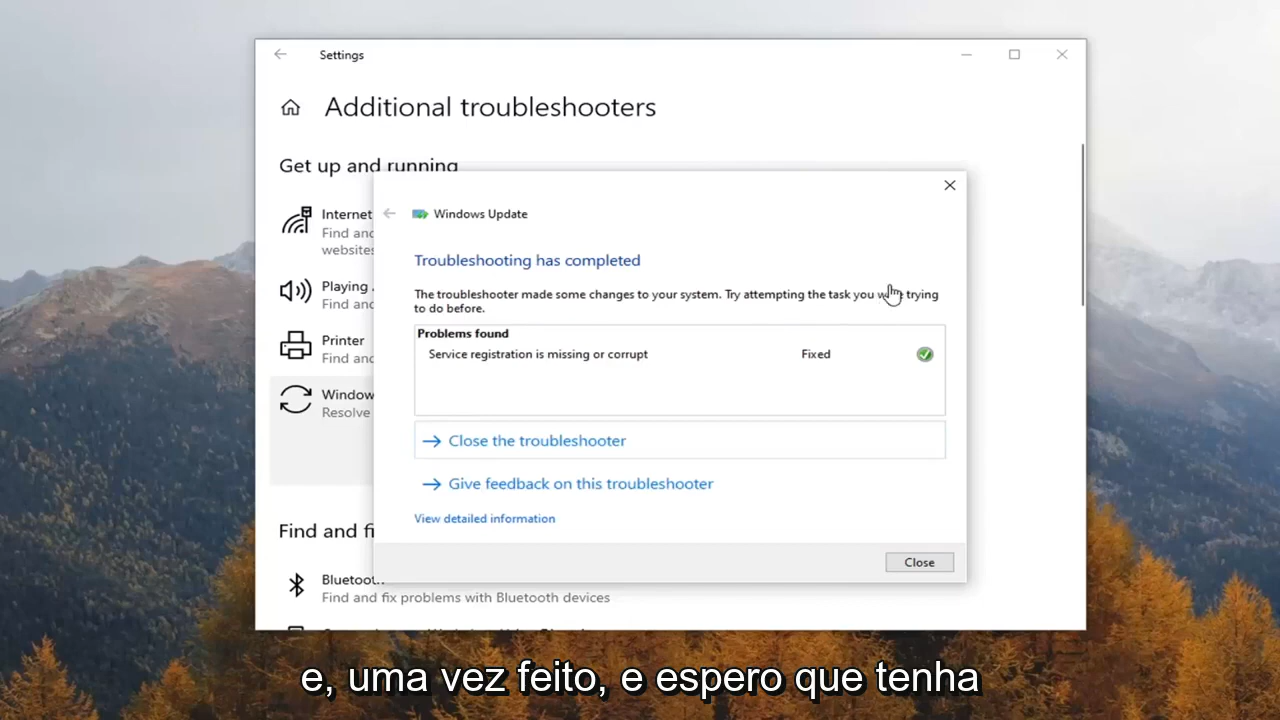 Settings
Additional troubleshooters
Get up and running
Internet
Find and
websites
Playing
Find and
Printer
Find and
Window
Resolve
Find and fi
Bluetoot
Find and fix problems with Bluetooth devices
Windows Update
Troubleshooting has completed
The troubleshooter made some changes to your system. Try attempting the task you were trying
to do before.
Problems found
Service registration is missing or corrupt Fixed
Close the troubleshooter
Give feedback on this troubleshooter
View detailed information
Close
e, uma vez feito, e espero que tenha